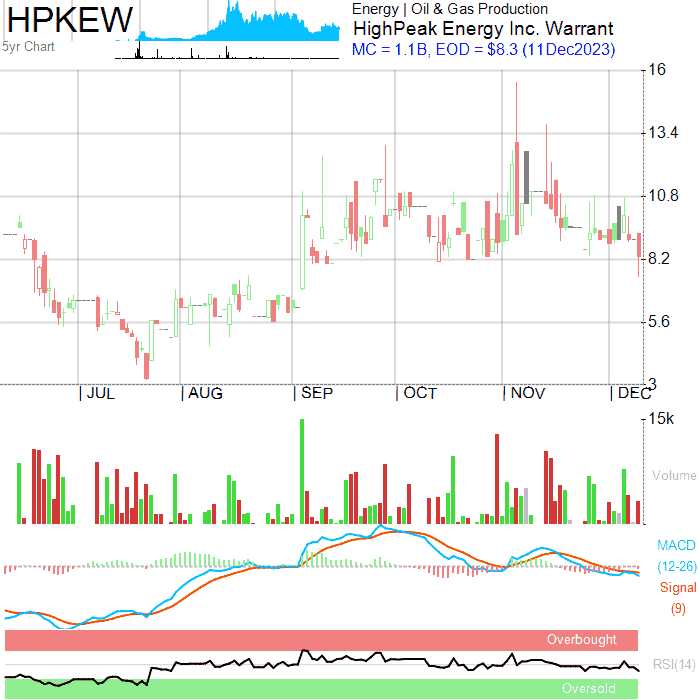 HPKEW
5yr Chart
Energy | Oil & Gas Production
HighPeak Energy Inc. Warrant
MC = 1.1B, EOD = $8.3 (11Dec2023)
16
13.4
10.8
8.2
5.6
3
| JUL | AUG | SEP | OCT | NOV | DEC
15k
Volume
MACD
(12-26)
Signal
(9)
Overbought
RSI(14)
Oversold